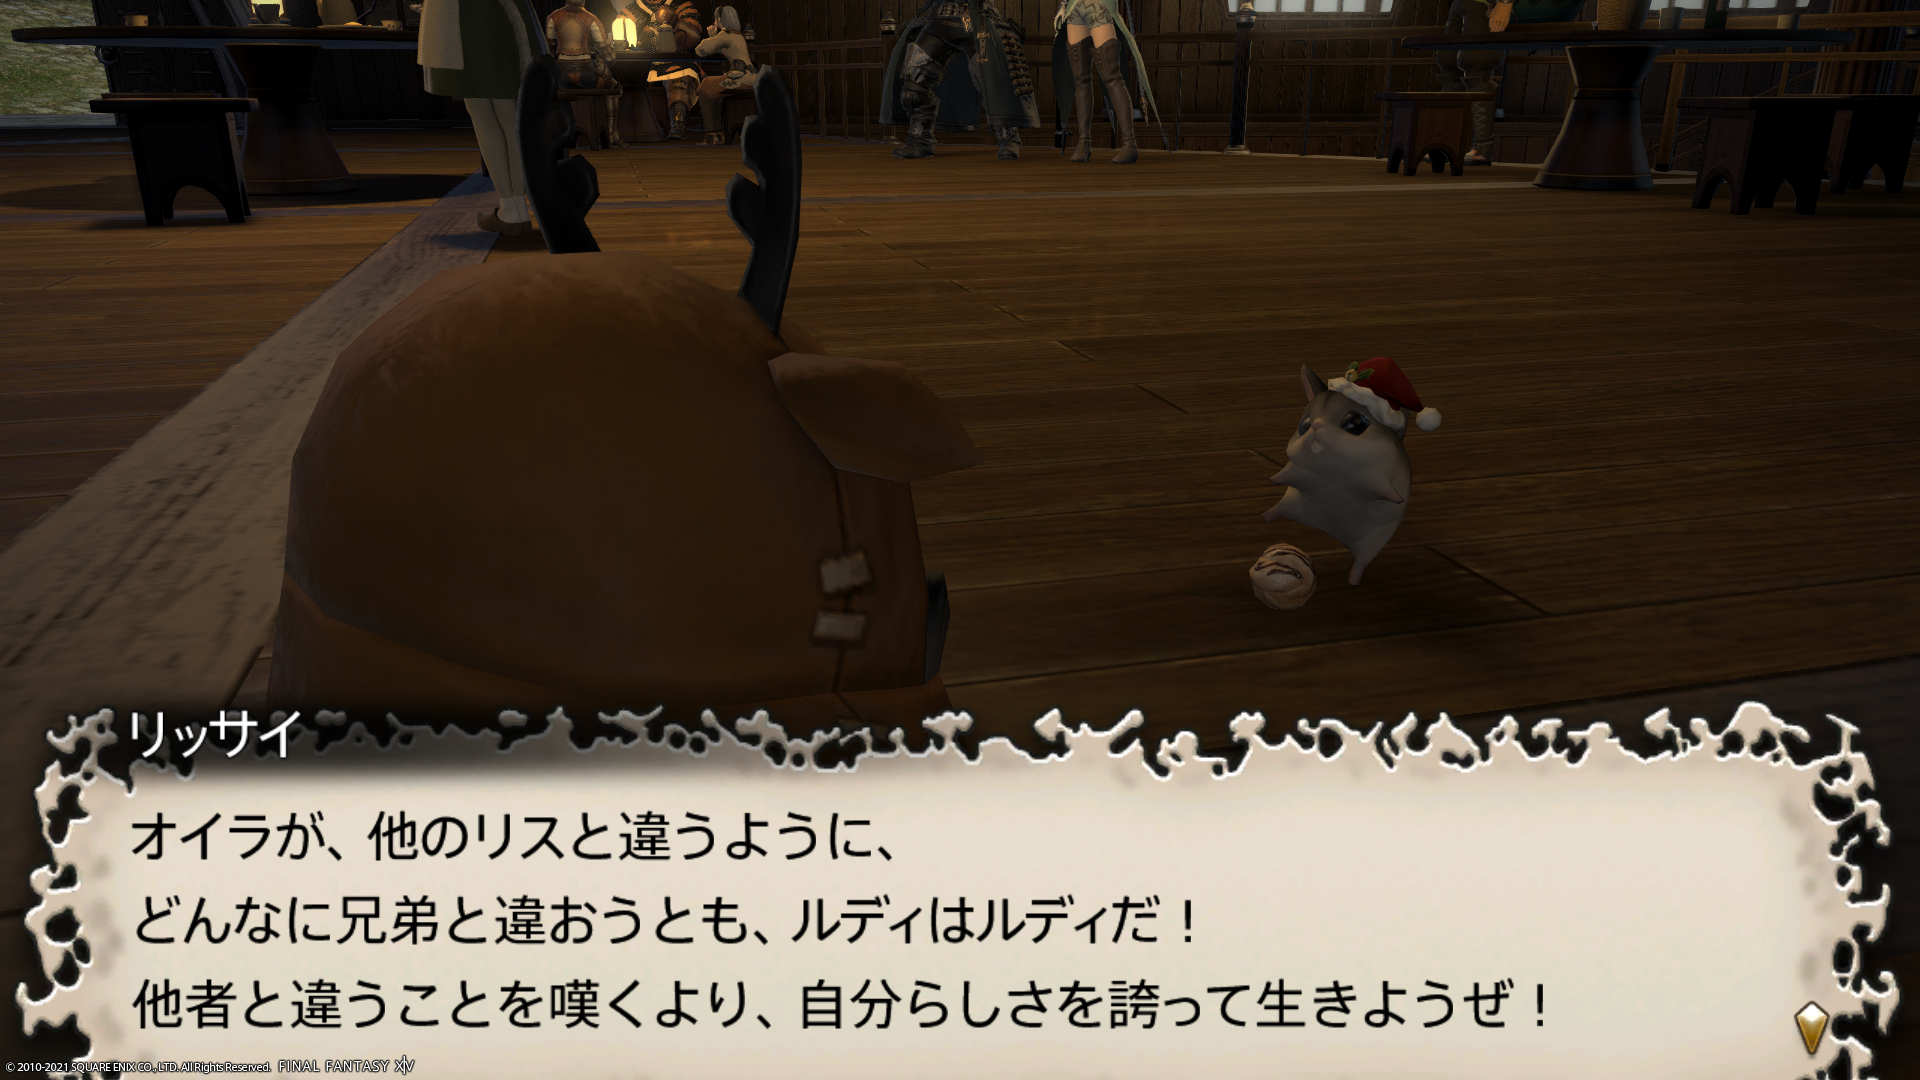 リッサイ
オイラが、他のリスと違うように、
どんなに兄弟と違おうとも、ルディはルディだ！
他者と違うことを嘆くより、自分らしさを誇って生きようぜ！
© 2010-2021 SQUARE ENIX CO., LTD. All Rights Reserved. FINAL FANTASY XIV